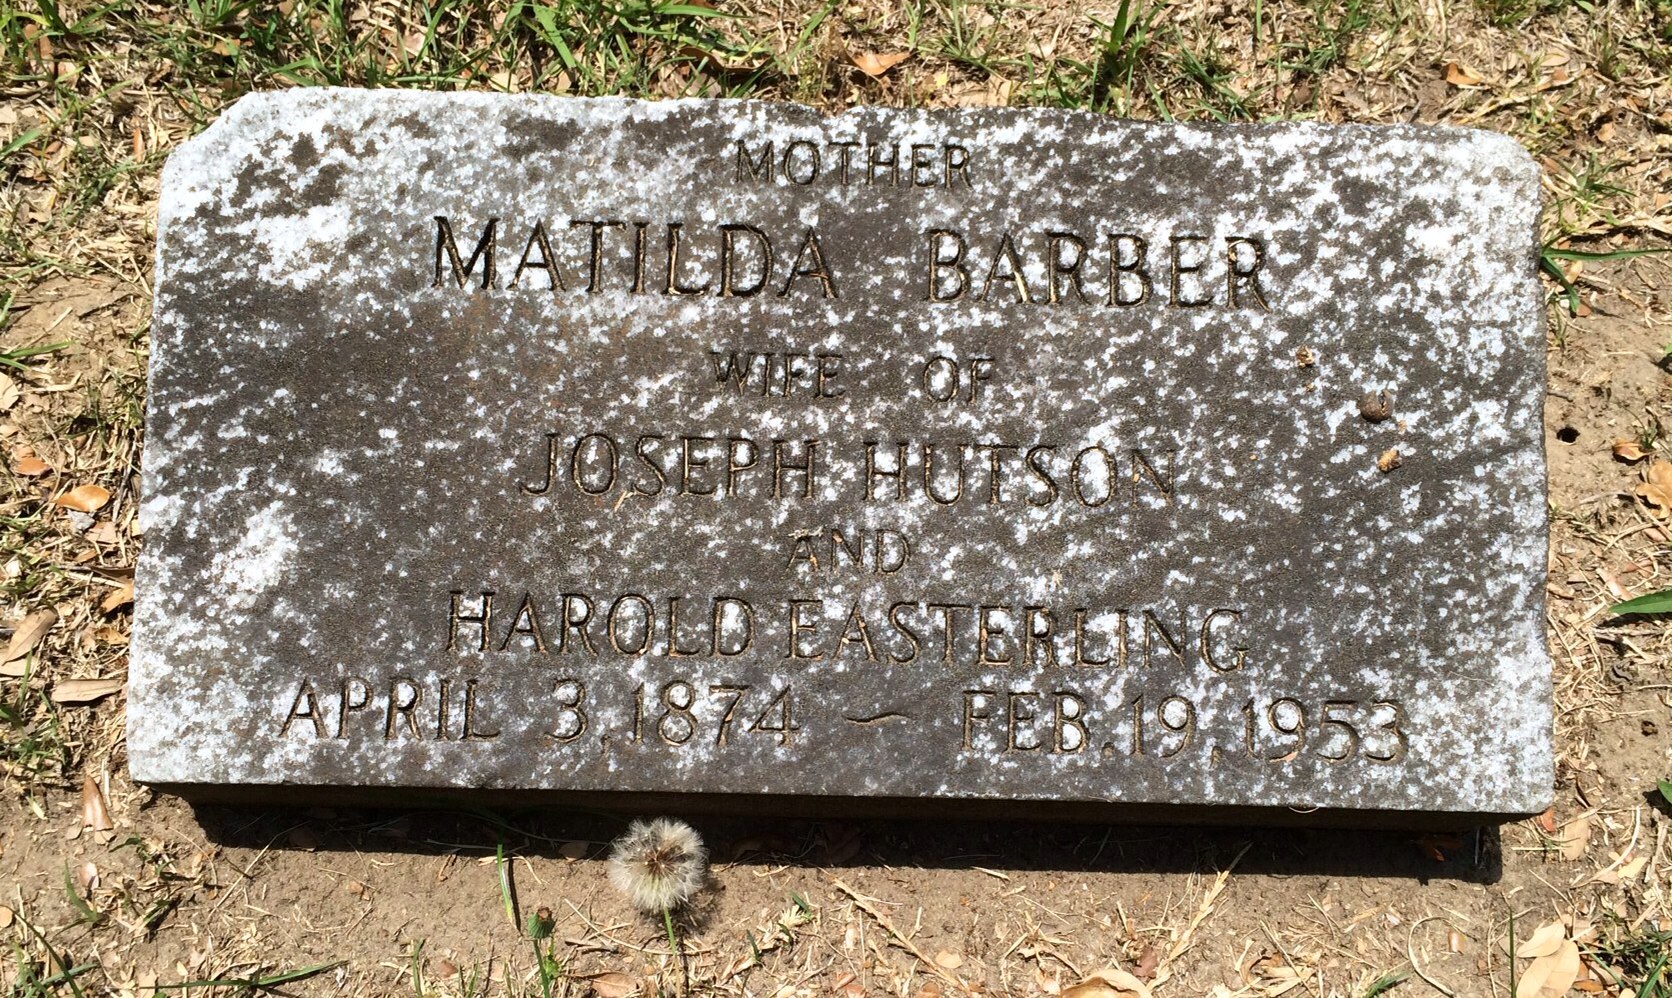 MOTHER
MATILDA BARBER
WIFE OF
JOSEPH HUTSON
AND
HAROLD EASTERLING
APRIL 3, 1874 ~ FEB. 19, 1953